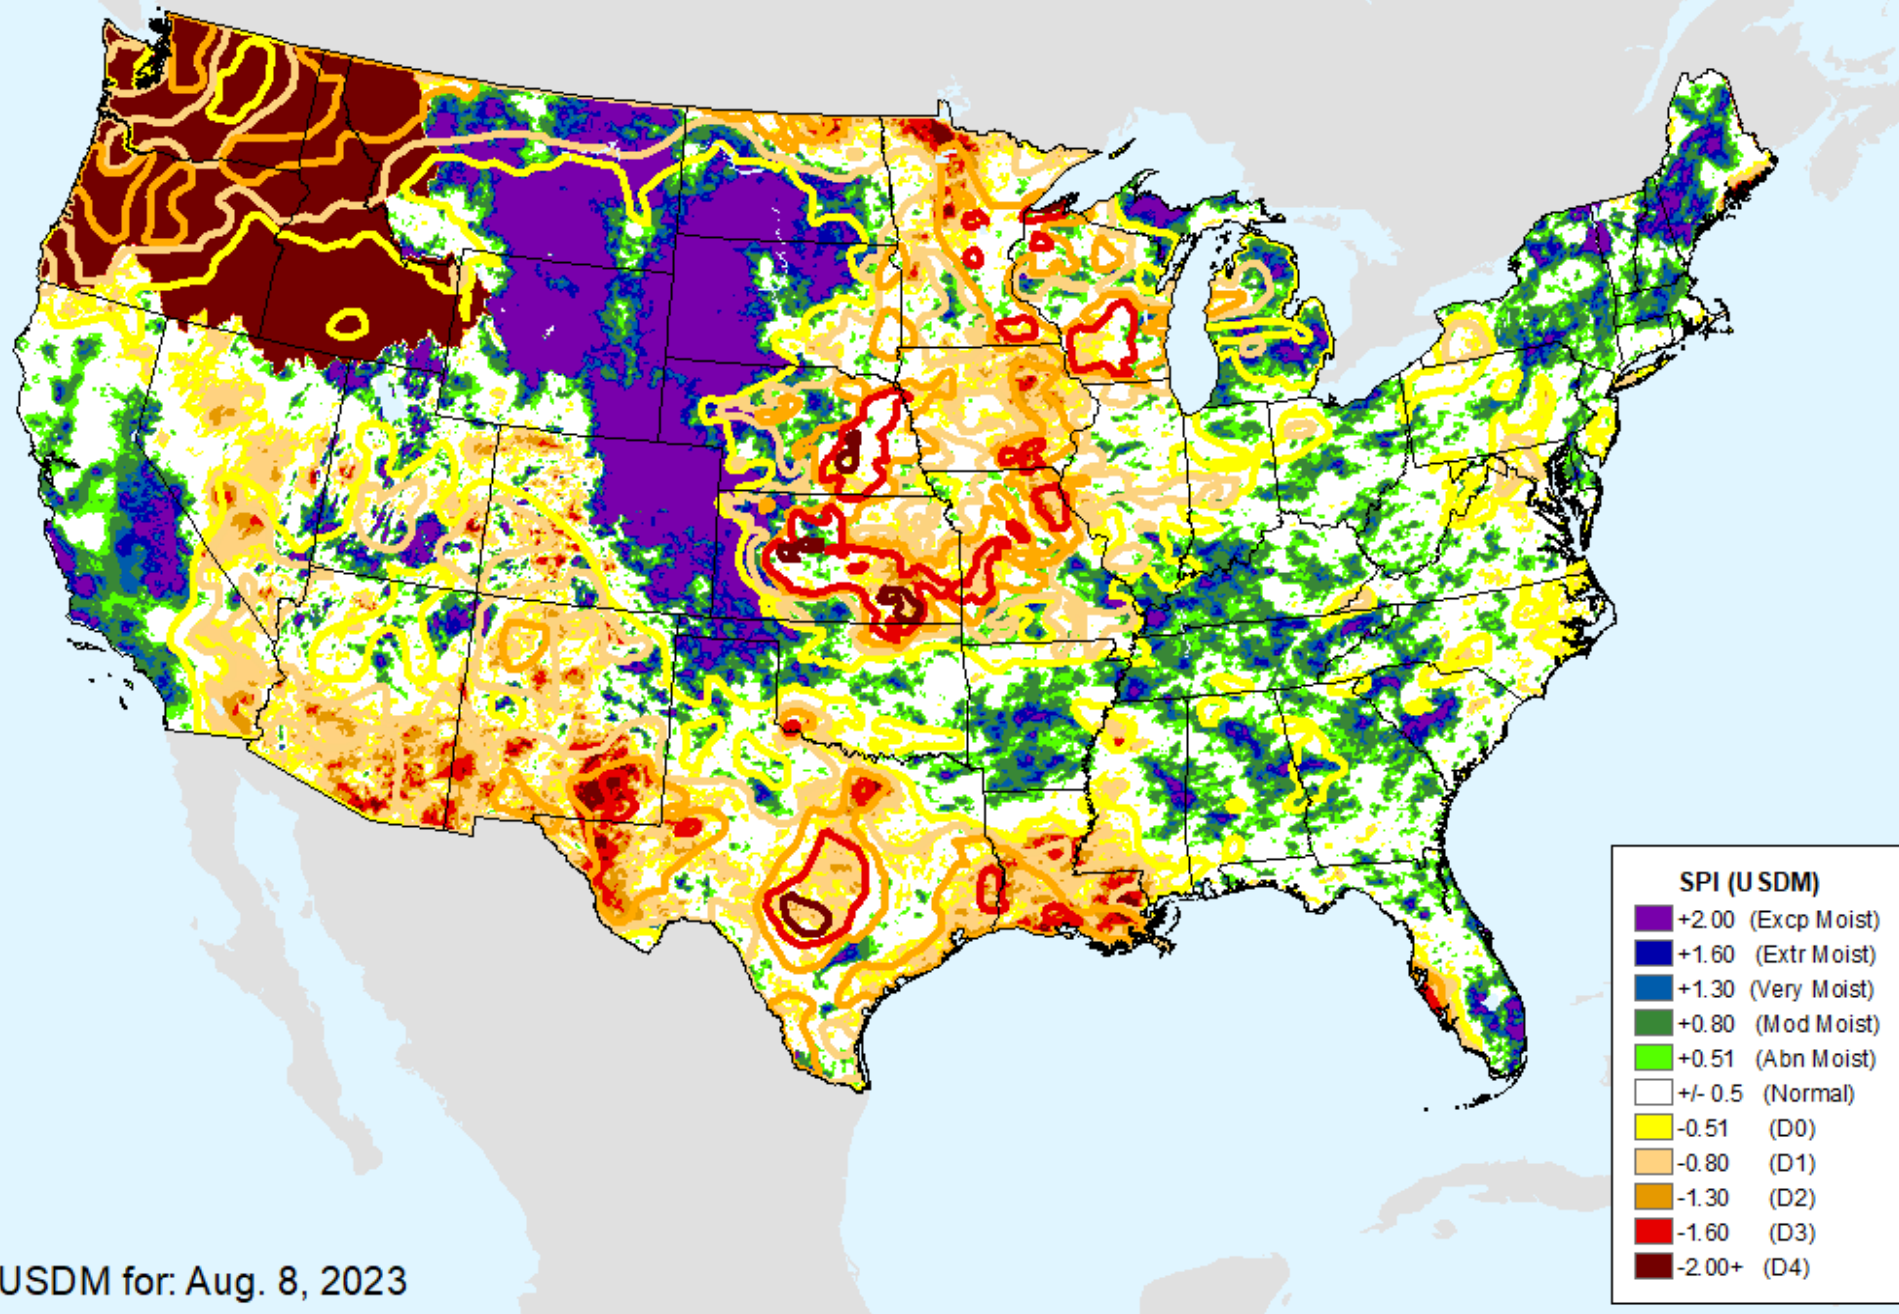 SPI (USDM)
+2.00 (Excp Moist)
+1.60 (Extr Moist)
+1.30 (Very Moist)
+0.80 (Mod Moist)
+0.51 (Abn Moist)
+/- 0.5 (Normal)
-0.51 (D0)
-0.80 (D1)
-1.30 (D2)
-1.60 (D3)
-2.00+ (D4)
USDM for: Aug. 8, 2023